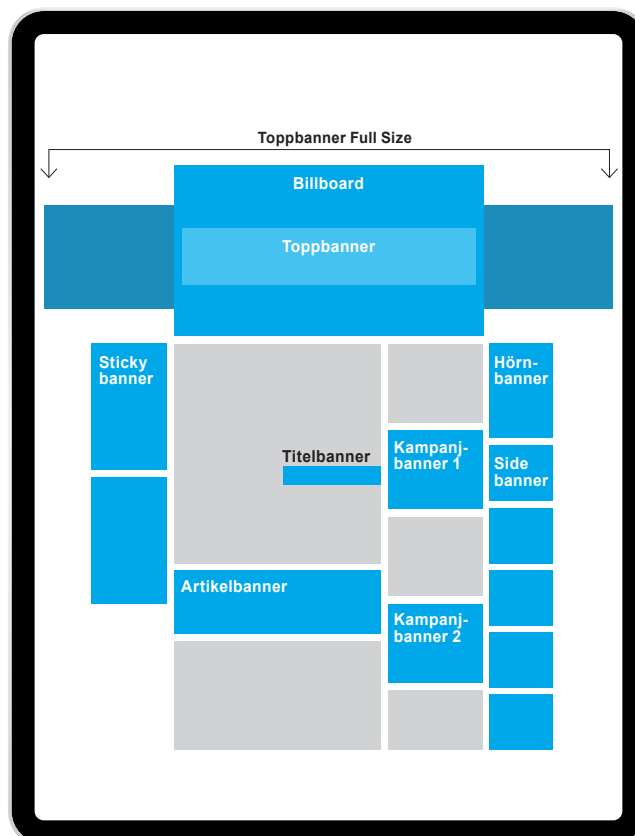 Toppbanner Full Size
Billboard
Toppbanner
Sticky
banner
Hörn-
banner
Titelbanner
Kampanj-
banner 1
Side
banner
Artikelbanner
Kampanj-
banner 2